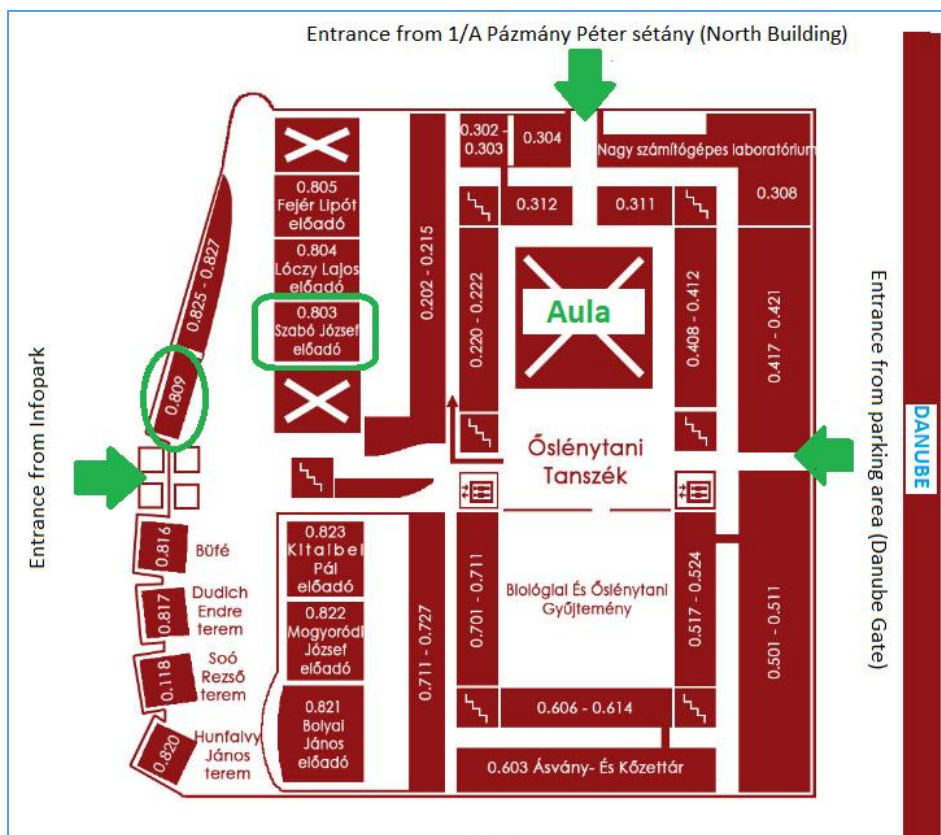 Entrance from 1/A Pázmány Péter sétány (North Building)
0.302 -
0.303
0.304
Nagy számítógépes laboratórium
0.308
0.312
0.311
0.805
Fejér Lipót
előadó
0.804
Lóczy Lajos
előadó
0.803
Szabó József
előadó
0.825 - 0.827
0.809
0.202 - 0.215
0.220 - 0.222
Aula
0.408 - 0.412
0.417 - 0.421
Entrance from Infopark
Őslénytani
Tanszék
Entrance from parking area (Danube Gate)
DANUBE
0.816
Büfé
0.817
Dudich
Endre
terem
0.118
Soó
Rezső
terem
0.820
Hunfalvy
János
terem
0.823
Kitaibel
Pál
előadó
0.822
Mogyoródi
József
előadó
0.821
Bolyai
János
előadó
0.711 - 0.727
0.701 - 0.711
Biológiai És Őslénytani
Gyűjtemény
0.517 - 0.524
0.501 - 0.511
0.606 - 0.614
0.603 Ásvány- És Kőzettár